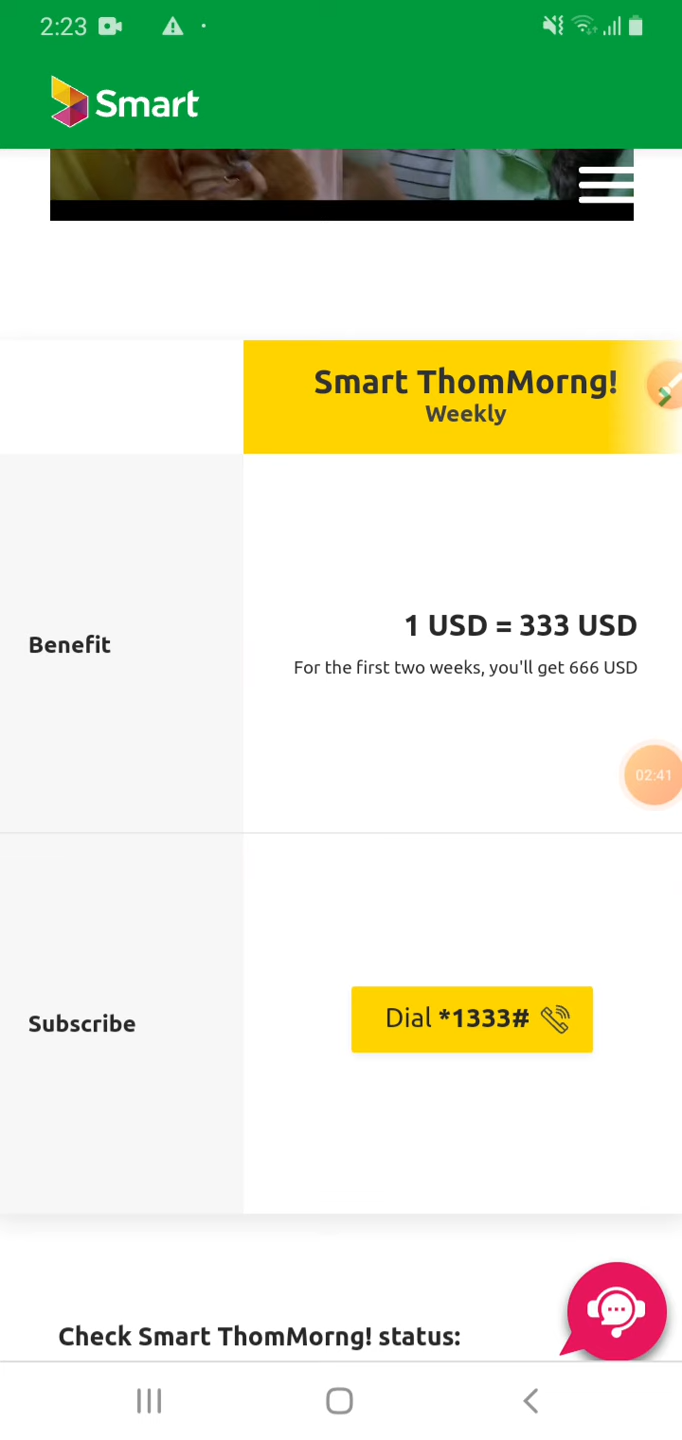 2:23
Smart
Smart ThomMorng!
Weekly
Benefit
1 USD = 333 USD
For the first two weeks, you'll get 666 USD
02:41
Subscribe
Dial *1333#
Check Smart ThomMorng! status: